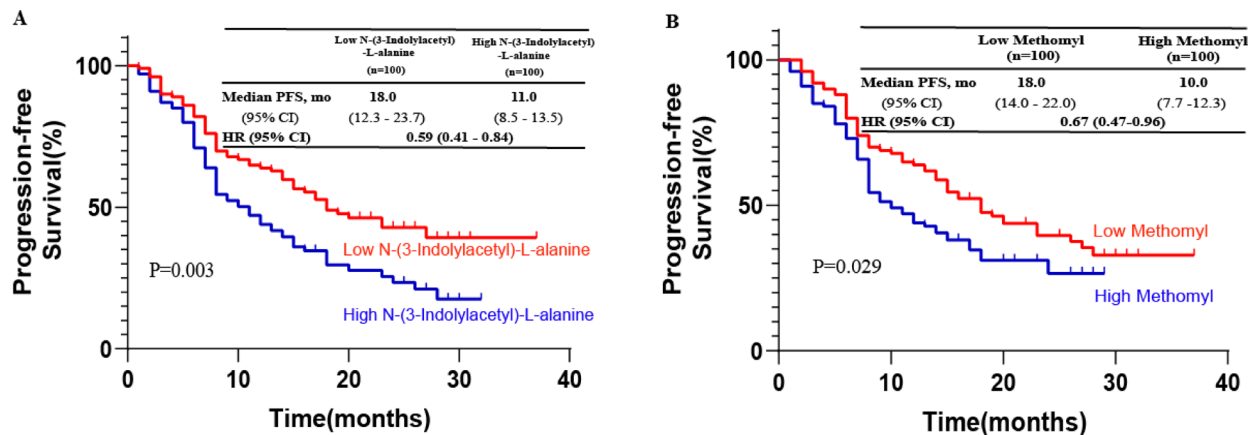 A
Low N-(3-Indolylacetyl)
-L-alanine
(n=100)
High N-(3-Indolylacetyl)
-L-alanine
(n=100)
Median PFS, mo
18.0
11.0
(95% CI)
(12.3 - 23.7)
(8.5 - 13.5)
HR (95% CI)
0.59 (0.41 - 0.84)
Progression-free
Survival(%)
100
50
0
Low N-(3-Indolylacetyl)-L-alanine
P=0.003
High N-(3-Indolylacetyl)-L-alanine
0 10 20 30 40
Time(months)
B
Low Methomyl
(n=100)
High Methomyl
(n=100)
Median PFS, mo
18.0
10.0
(95% CI)
(14.0 - 22.0)
(7.7 -12.3)
HR (95% CI)
0.67 (0.47-0.96)
Progression-free
Survival(%)
100
50
0
Low Methomyl
P=0.029
High Methomyl
0 10 20 30 40
Time(months)